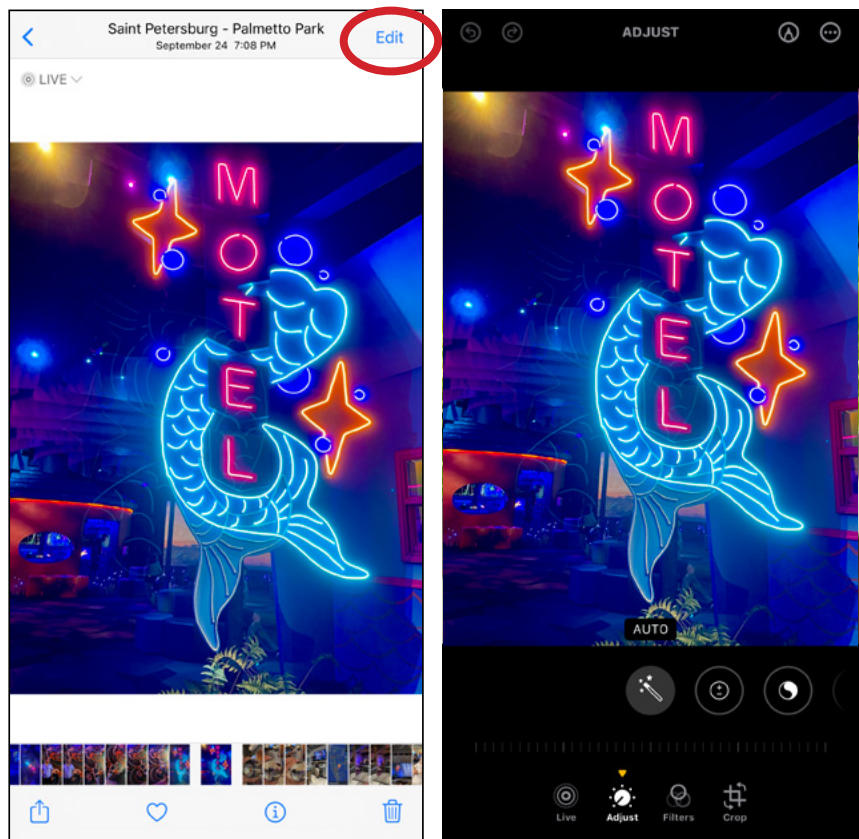 Saint Petersburg - Palmetto Park
September 24 7:08 PM
Edit
LIVE
M
O
T
E
L
ADJUST
M
O
T
E
L
AUTO
Live
Adjust
Filters
Crop